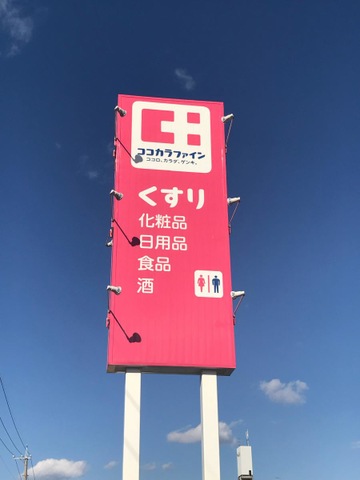 ココカラファイン
ココロ、カラダ、ゲンキ。
くすり
化粧品
日用品
食品
酒